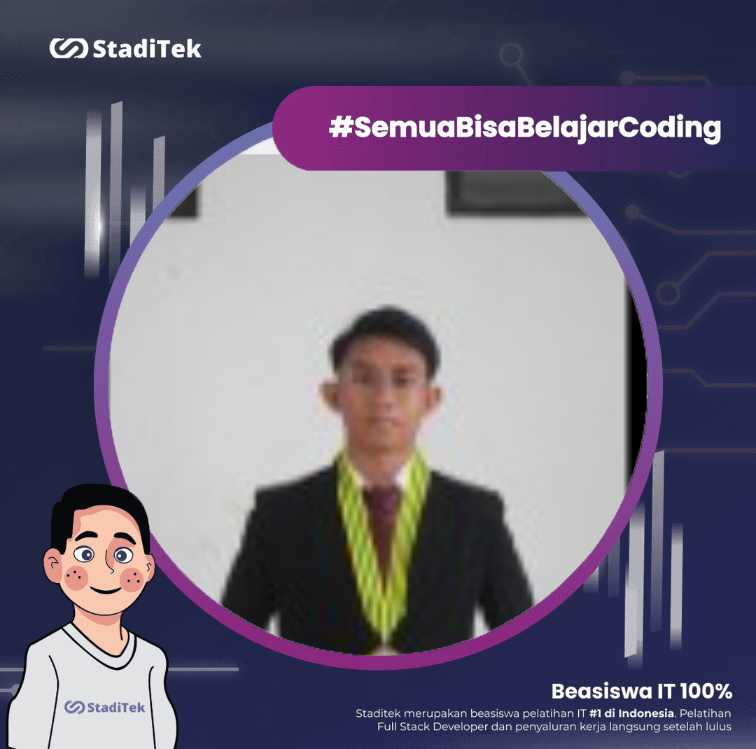 StadiTek
#SemuaBisaBelajarCoding
StadiTek
Beasiswa IT 100%
Staditek merupakan beasiswa pelatihan IT #1 di Indonesia. Pelatihan
Full Stack Developer dan penyaluran kerja langsung setelah lulus